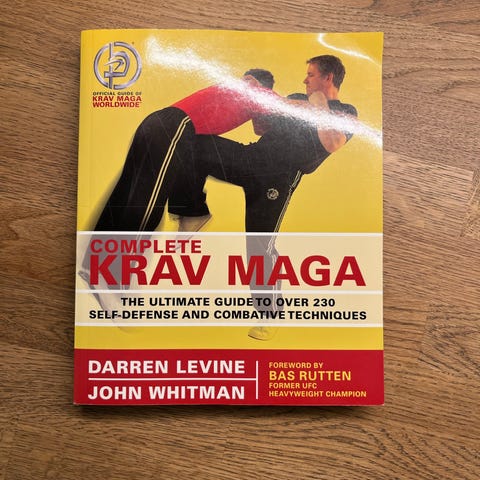 OFFICIAL GUIDE OF
KRAV MAGA
WORLDWIDE™
COMPLETE
KRAV MAGA
THE ULTIMATE GUIDE TO OVER 230
SELF-DEFENSE AND COMBATIVE TECHNIQUES
DARREN LEVINE
JOHN WHITMAN
FOREWORD BY
BAS RUTTEN
FORMER UFC
HEAVYWEIGHT CHAMPION